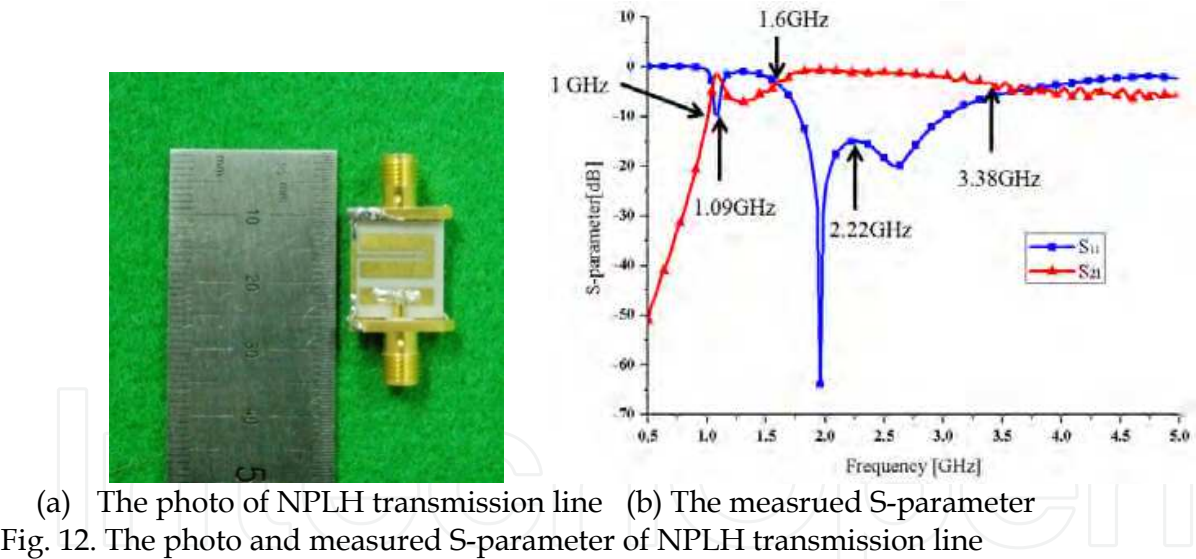 mm
10
20
30
40
5
10
0
-10
-20
-30
-40
-50
-60
-70
S-parameter[dB]
1.6GHz
1 GHz
1.09GHz
2.22GHz
3.38GHz
S11
S21
0.5 1.0 1.5 2.0 2.5 3.0 3.5 4.0 4.5 5.0
Frequency [GHz]
(a) The photo of NPLH transmission line (b) The measrued S-parameter
Fig. 12. The photo and measured S-parameter of NPLH transmission line